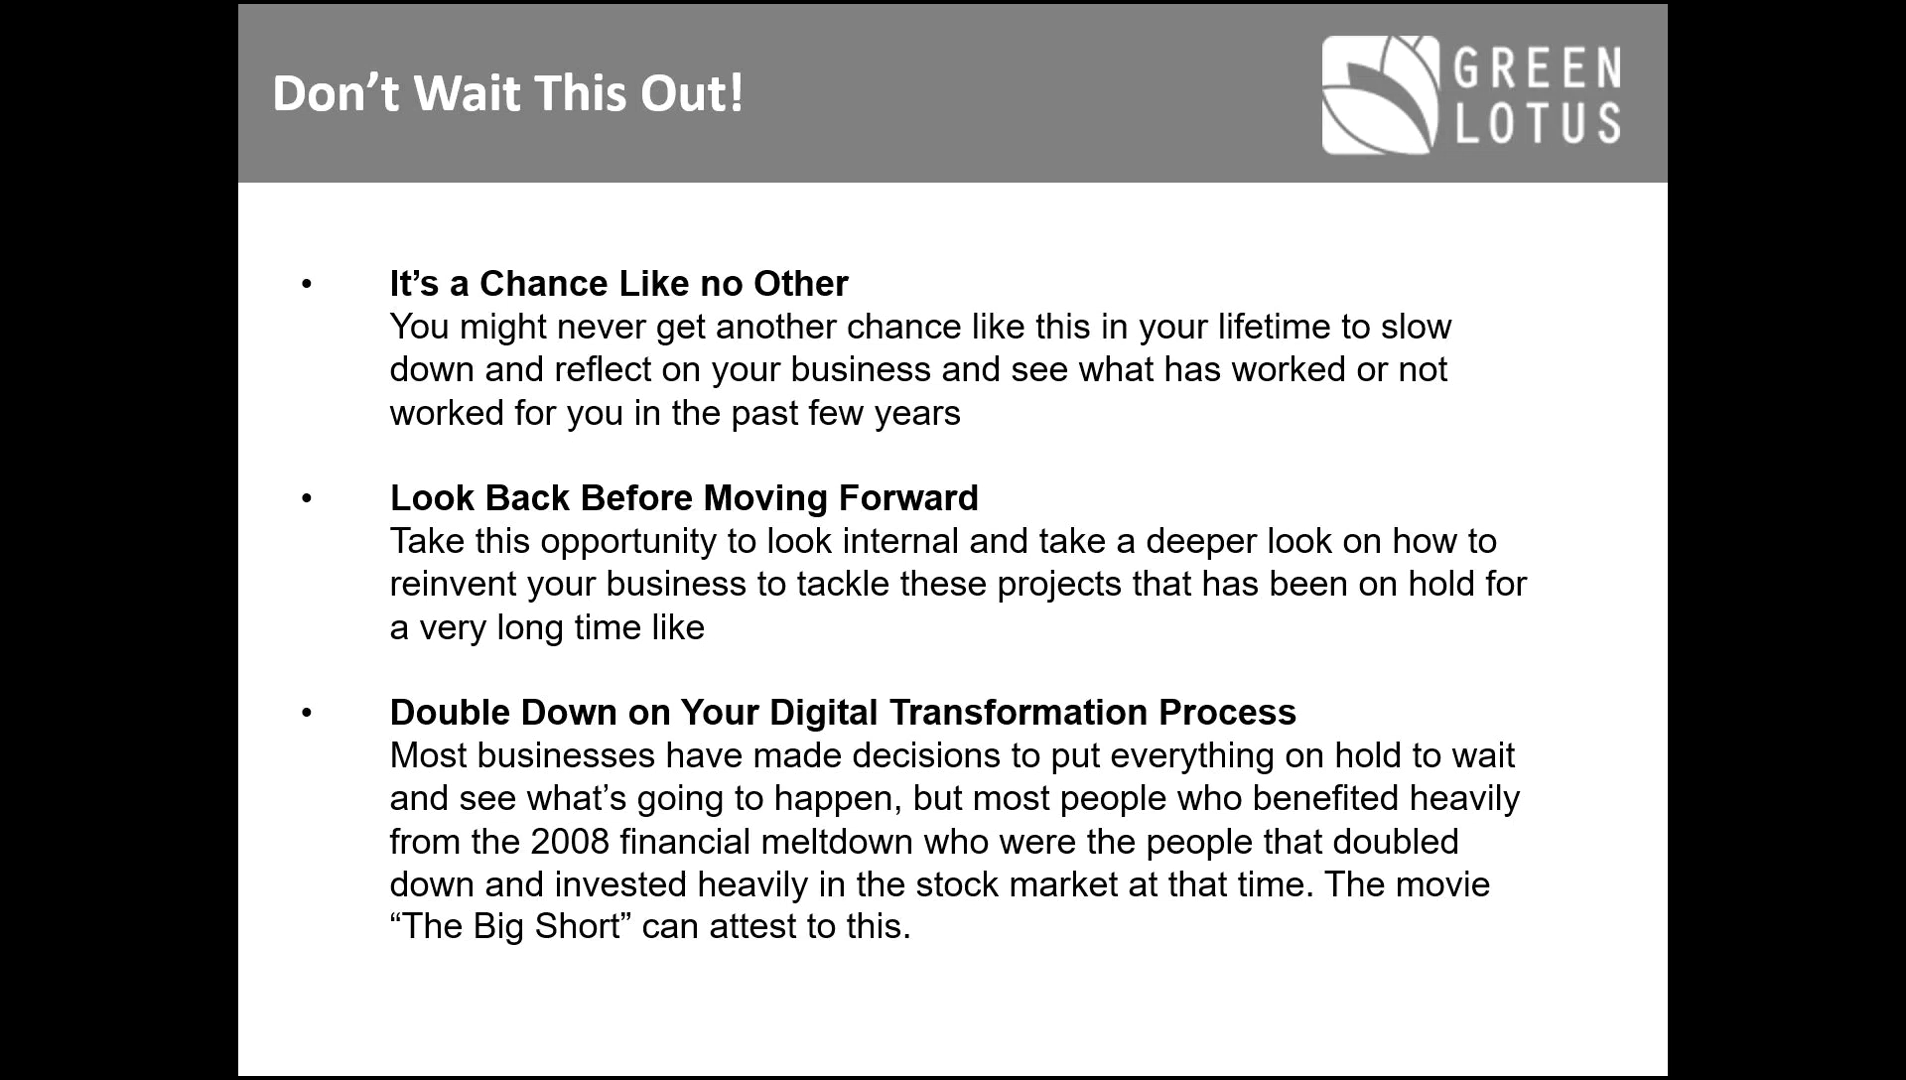 Don’t Wait This Out!
GREEN
LOTUS
• It’s a Chance Like no Other
You might never get another chance like this in your lifetime to slow
down and reflect on your business and see what has worked or not
worked for you in the past few years
• Look Back Before Moving Forward
Take this opportunity to look internal and take a deeper look on how to
reinvent your business to tackle these projects that has been on hold for
a very long time like
• Double Down on Your Digital Transformation Process
Most businesses have made decisions to put everything on hold to wait
and see what’s going to happen, but most people who benefited heavily
from the 2008 financial meltdown who were the people that doubled
down and invested heavily in the stock market at that time. The movie
“The Big Short” can attest to this.